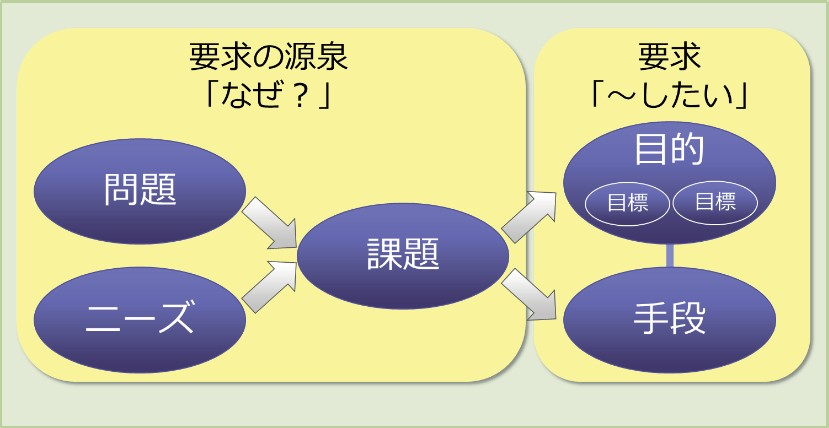 要求の源泉
「なぜ？」
問題
ニーズ
課題
要求
「～したい」
目的
目標 目標
手段